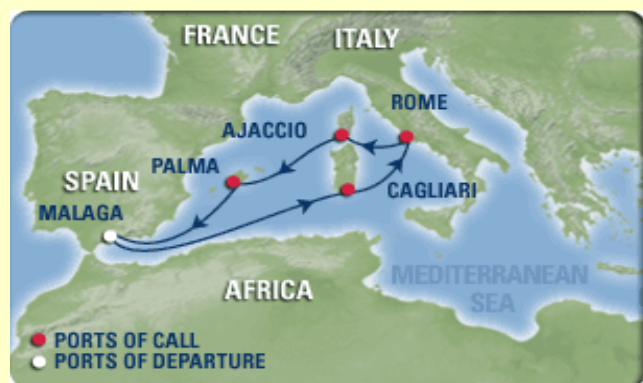 FRANCE
ITALY
ROME
AJACCIO
PALMA
SPAIN
CAGLIARI
MALAGA
MEDITERRANEAN
SEA
AFRICA
PORTS OF CALL
PORTS OF DEPARTURE